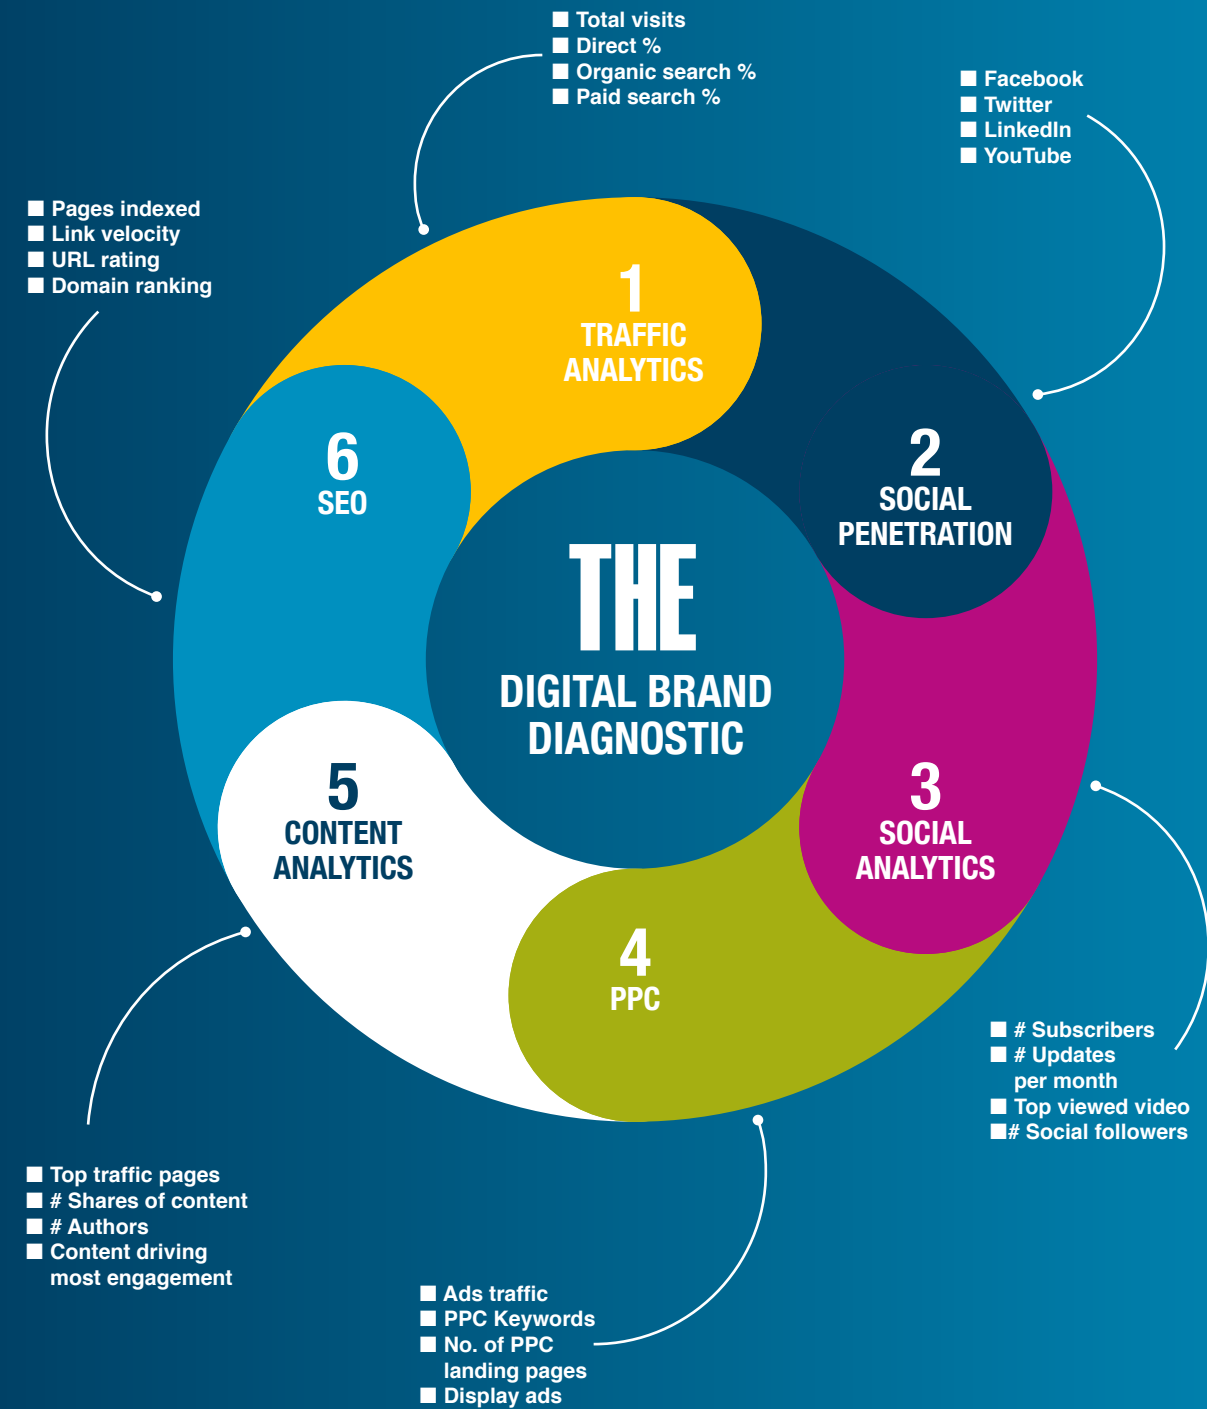 ■ Total visits
■ Direct %
■ Organic search %
■ Paid search %
■ Facebook
■ Twitter
■ LinkedIn
■ YouTube
■ Pages indexed
■ Link velocity
■ URL rating
■ Domain ranking
1
TRAFFIC
ANALYTICS
2
SOCIAL
PENETRATION
6
SEO
THE
DIGITAL BRAND
DIAGNOSTIC
5
CONTENT
ANALYTICS
3
SOCIAL
ANALYTICS
4
PPC
■ # Subscribers
■ # Updates
per month
■ Top viewed video
■# Social followers
■ Top traffic pages
■ # Shares of content
■ # Authors
■ Content driving
most engagement
■ Ads traffic
■ PPC Keywords
■ No. of PPC
landing pages
■ Display ads